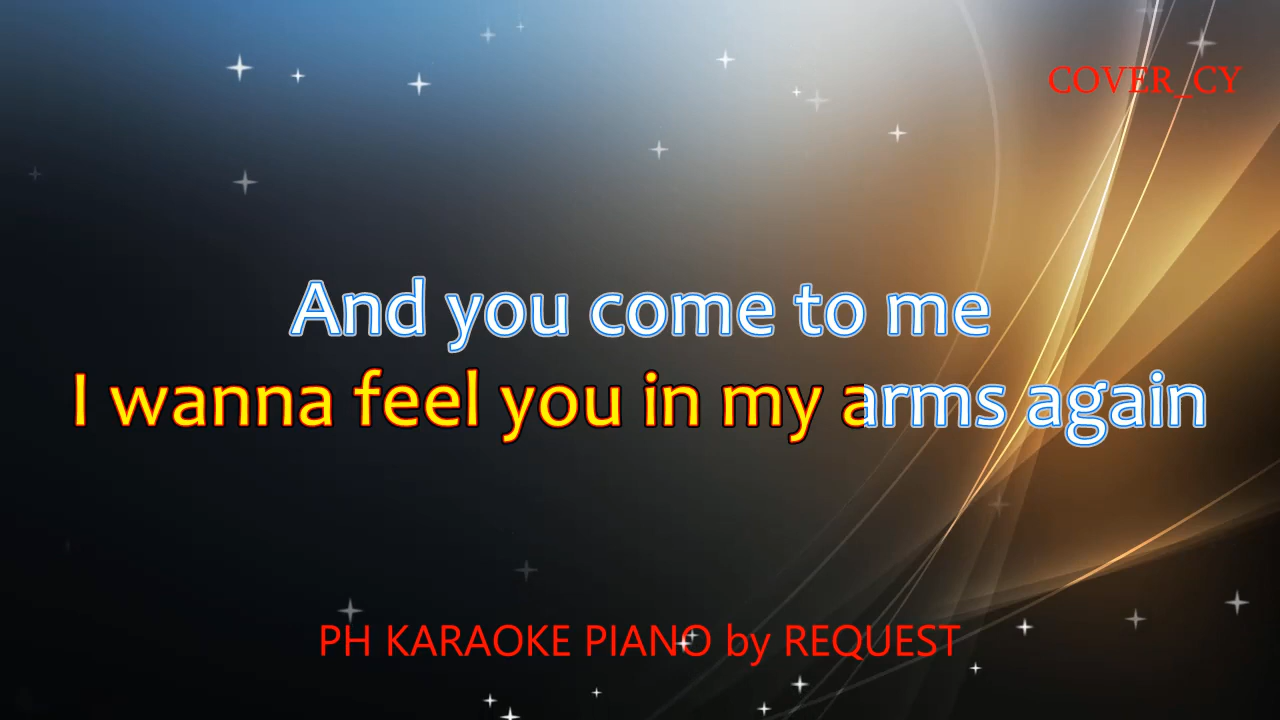 COVER_CY
And you come to me
I wanna feel you in my arms again
PH KARAOKE PIANO by REQUEST